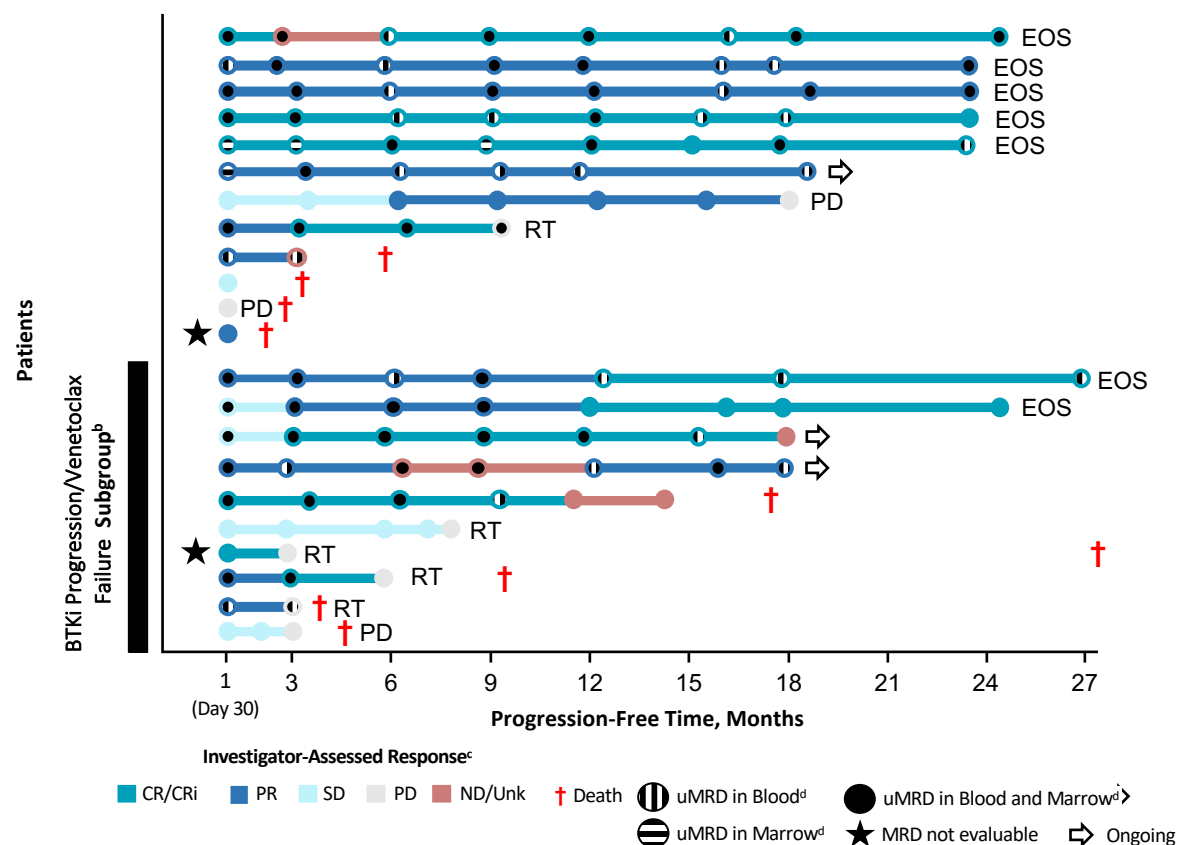 EOS
EOS
EOS
EOS
EOS
PD
RT
PD
EOS
EOS
RT
RT
RT
RT
PD
Patients
BTKi Progression/Venetoclax
Failure Subgroupᵇ
1 3 6 9 12 15 18 21 24 27
(Day 30)
Progression-Free Time, Months
Investigator-Assessed Responseᶜ
CR/CRi PR SD PD ND/Unk † Death uMRD in Bloodᵈ uMRD in Blood and Marrowᵈ
uMRD in Marrowᵈ MRD not evaluable Ongoing